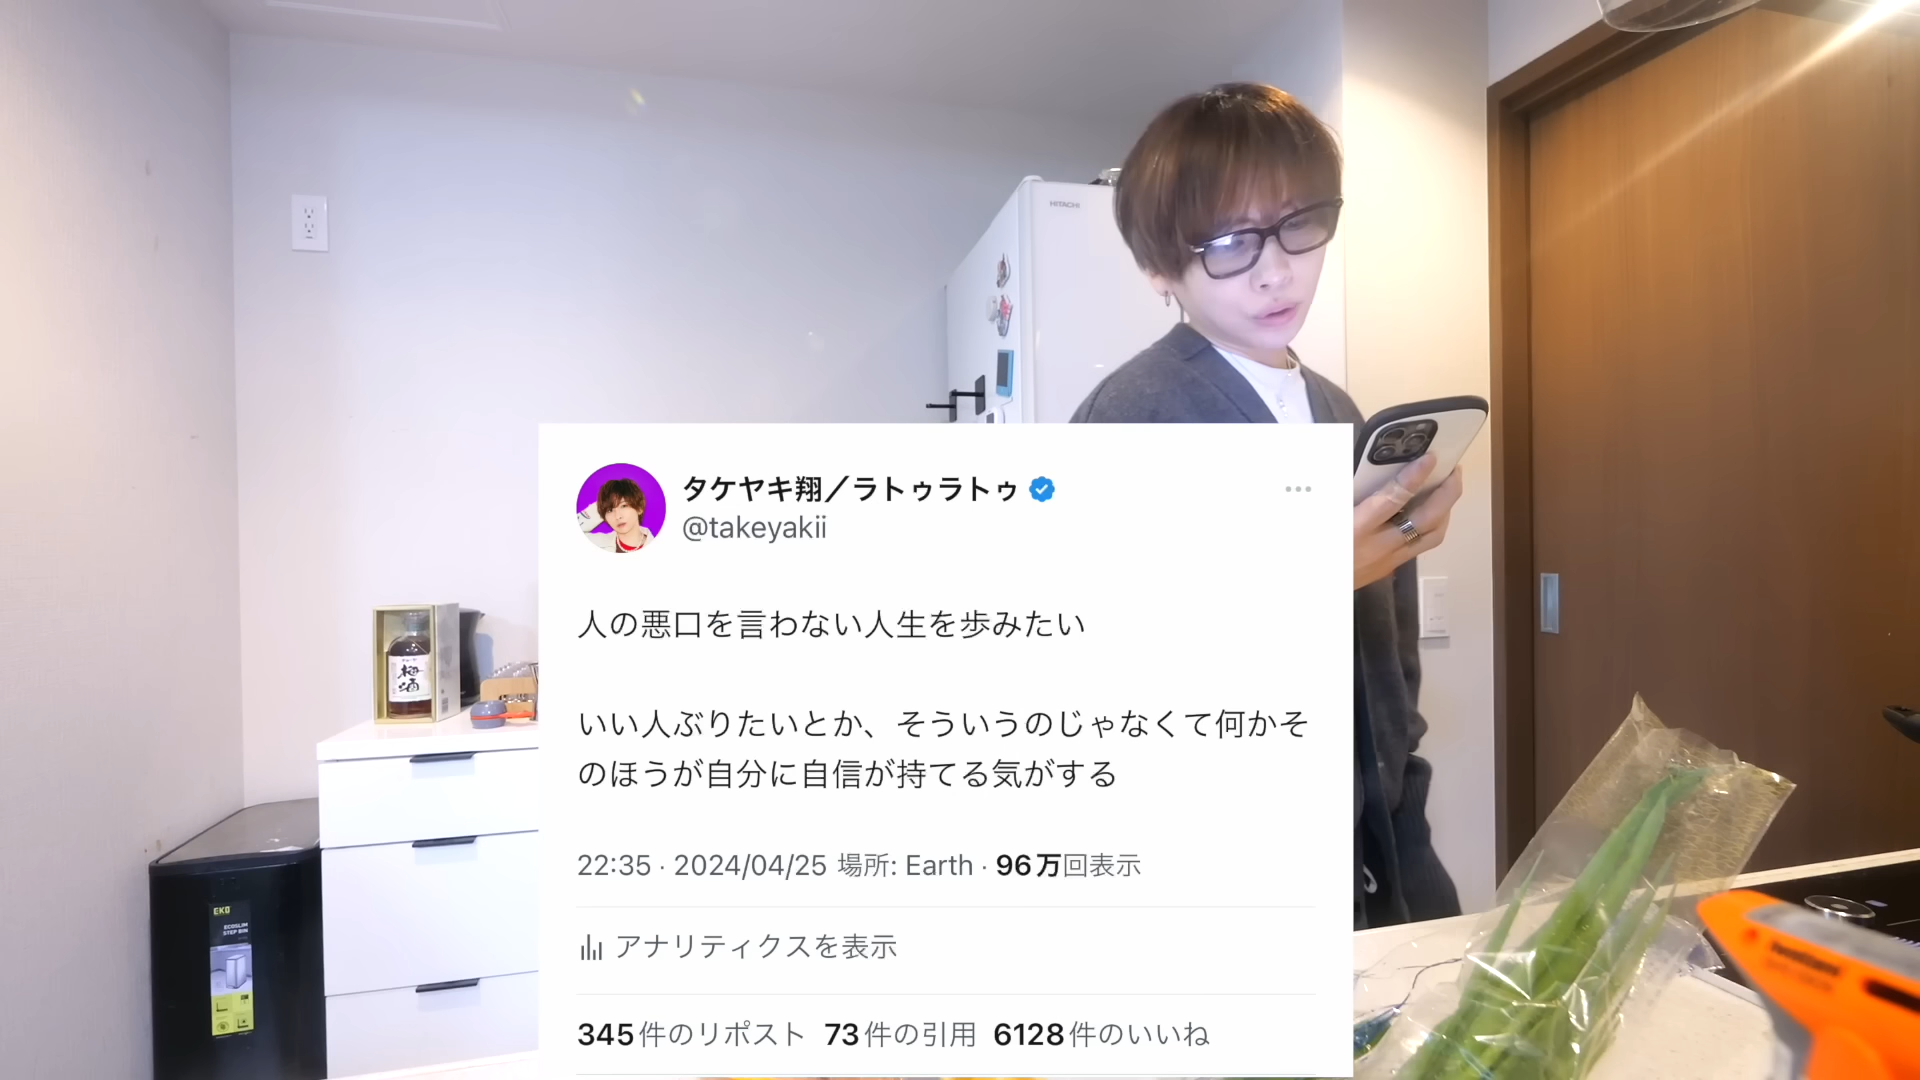 HITACHI
タケヤキ翔／ラトゥラトゥ
@takeyakii
人の悪口を言わない人生を歩みたい
いい人ぶりたいとか、そういうのじゃなくて何かそ
のほうが自分に自信が持てる気がする
22:35 · 2024/04/25 場所: Earth · 96万回表示
アナリティクスを表示
345件のリポスト 73件の引用 6128件のいいね
梅酒
EKO
ECOSLIM
STEP BIN